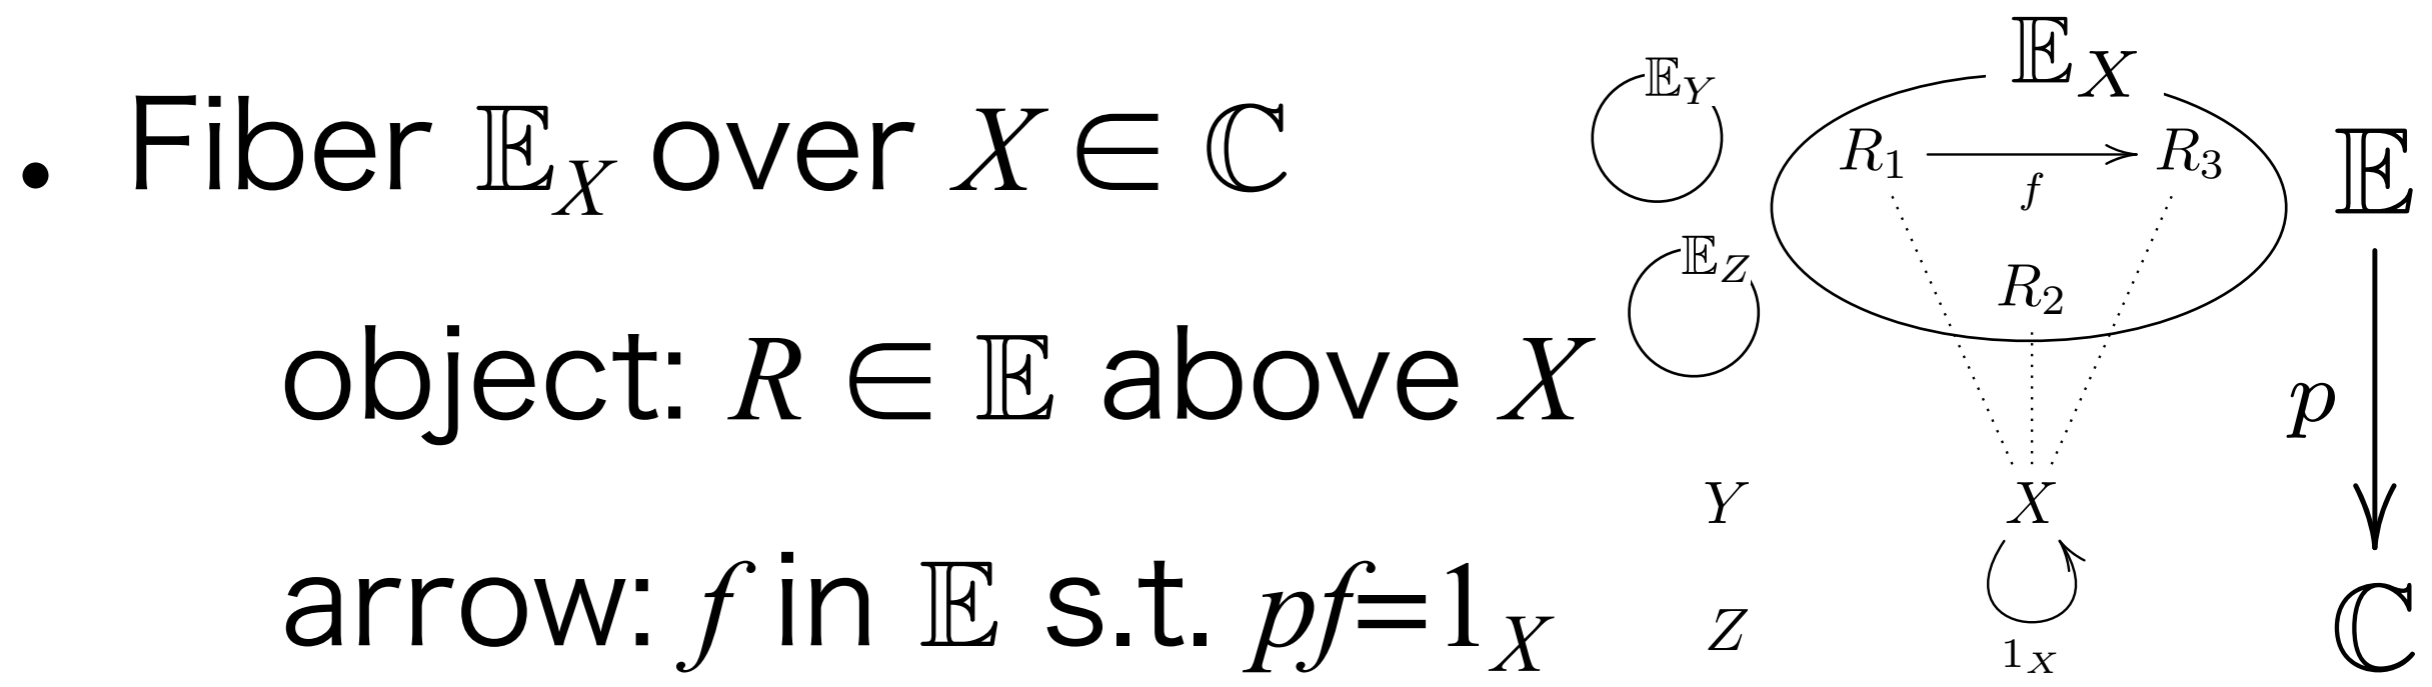 • Fiber 𝔼_X over X ∈ ℂ
object: R ∈ 𝔼 above X
arrow: f in 𝔼 s.t. pf=1_X
𝔼_Y
𝔼_Z
𝔼_X
R_1
f
R_3
R_2
Y
Z
X
1_X
𝔼
p
ℂ